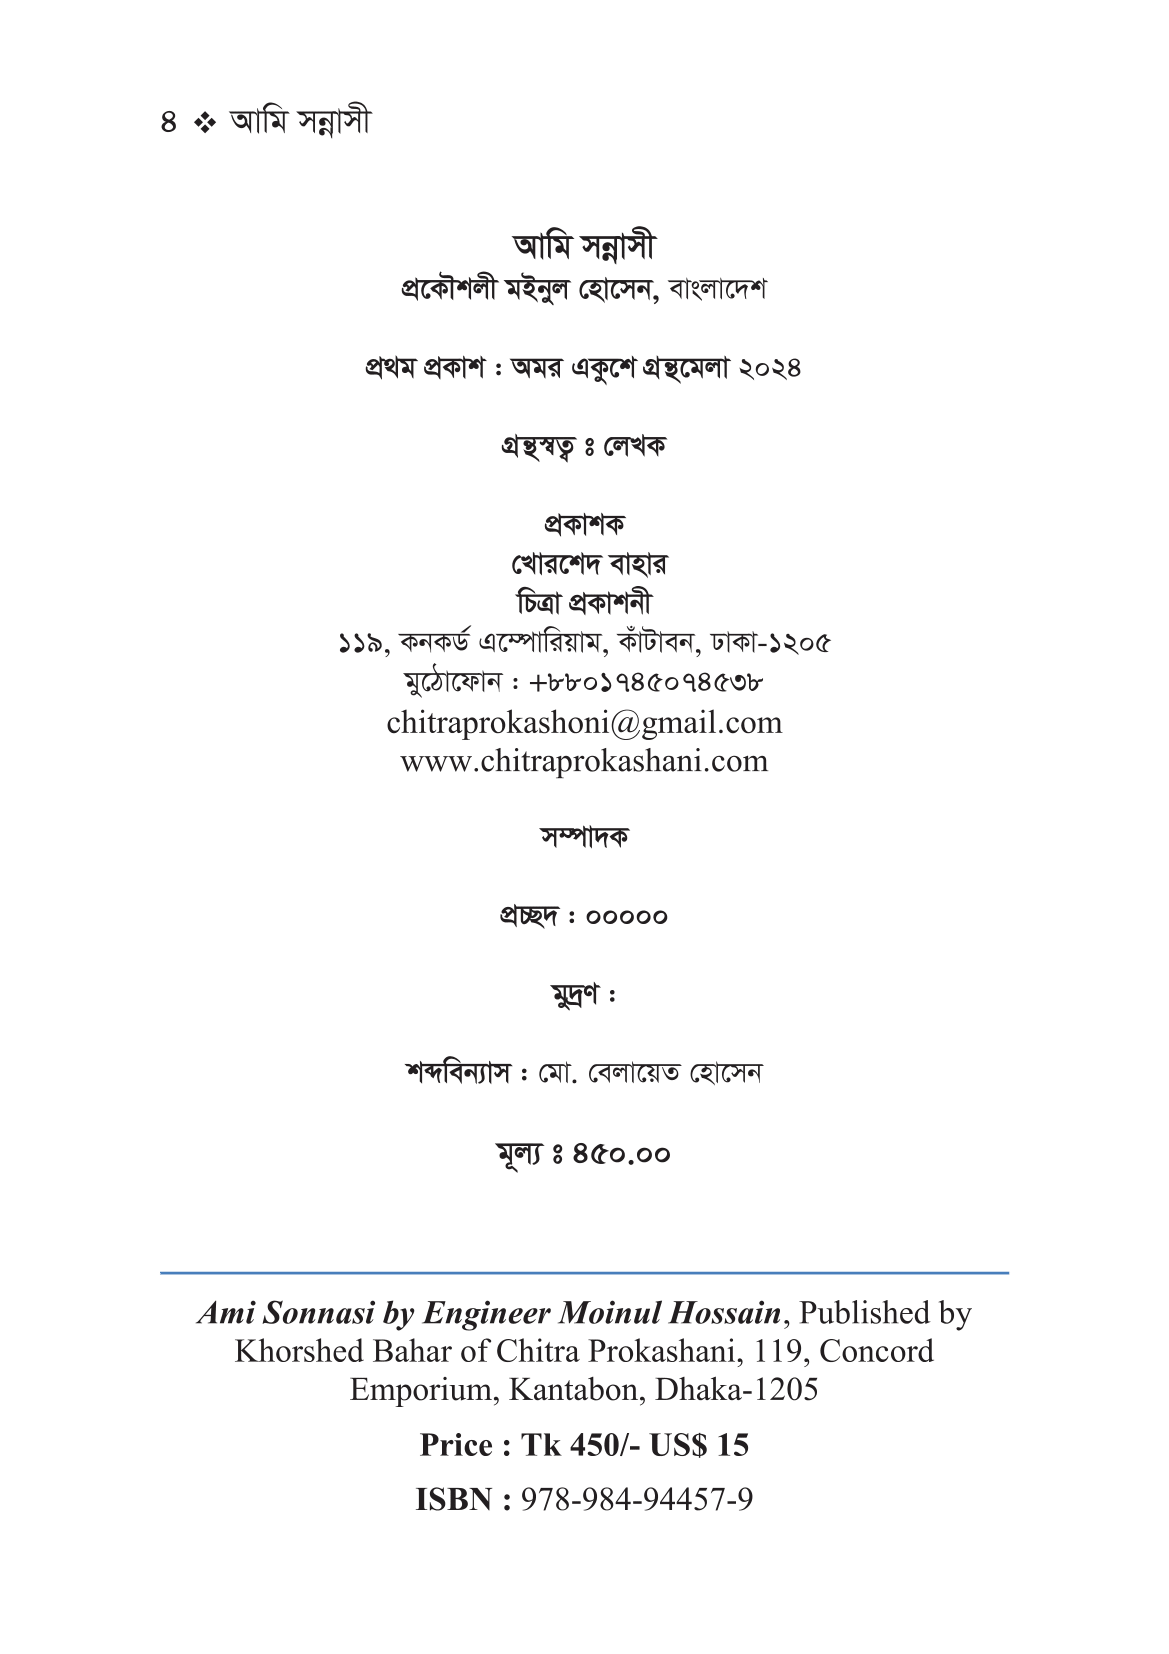 ৪ ❖ আমি সন্নাসী
আমি সন্নাসী
প্রকৌশলী মইনুল হোসেন, বাংলাদেশ
প্রথম প্রকাশ : অমর একুশে গ্রন্থমেলা ২০২৪
গ্রন্থস্বত্ব ঃ লেখক
প্রকাশক
খোরশেদ বাহার
চিত্রা প্রকাশনী
১১৯, কনকর্ড এম্পোরিয়াম, কাঁটাবন, ঢাকা-১২০৫
মুঠোফোন : +৮৮০১৭৪৫০৭৪৫৩৮
chitraprokashoni@gmail.com
www.chitraprokashani.com
সম্পাদক
প্রচ্ছদ : ০০০০০
মুদ্রণ :
শব্দবিন্যাস : মো. বেলায়েত হোসেন
মূল্য ঃ ৪৫০.০০
Ami Sonnasi by Engineer Moinul Hossain, Published by
Khorshed Bahar of Chitra Prokashani, 119, Concord
Emporium, Kantabon, Dhaka-1205
Price : Tk 450/- US$ 15
ISBN : 978-984-94457-9